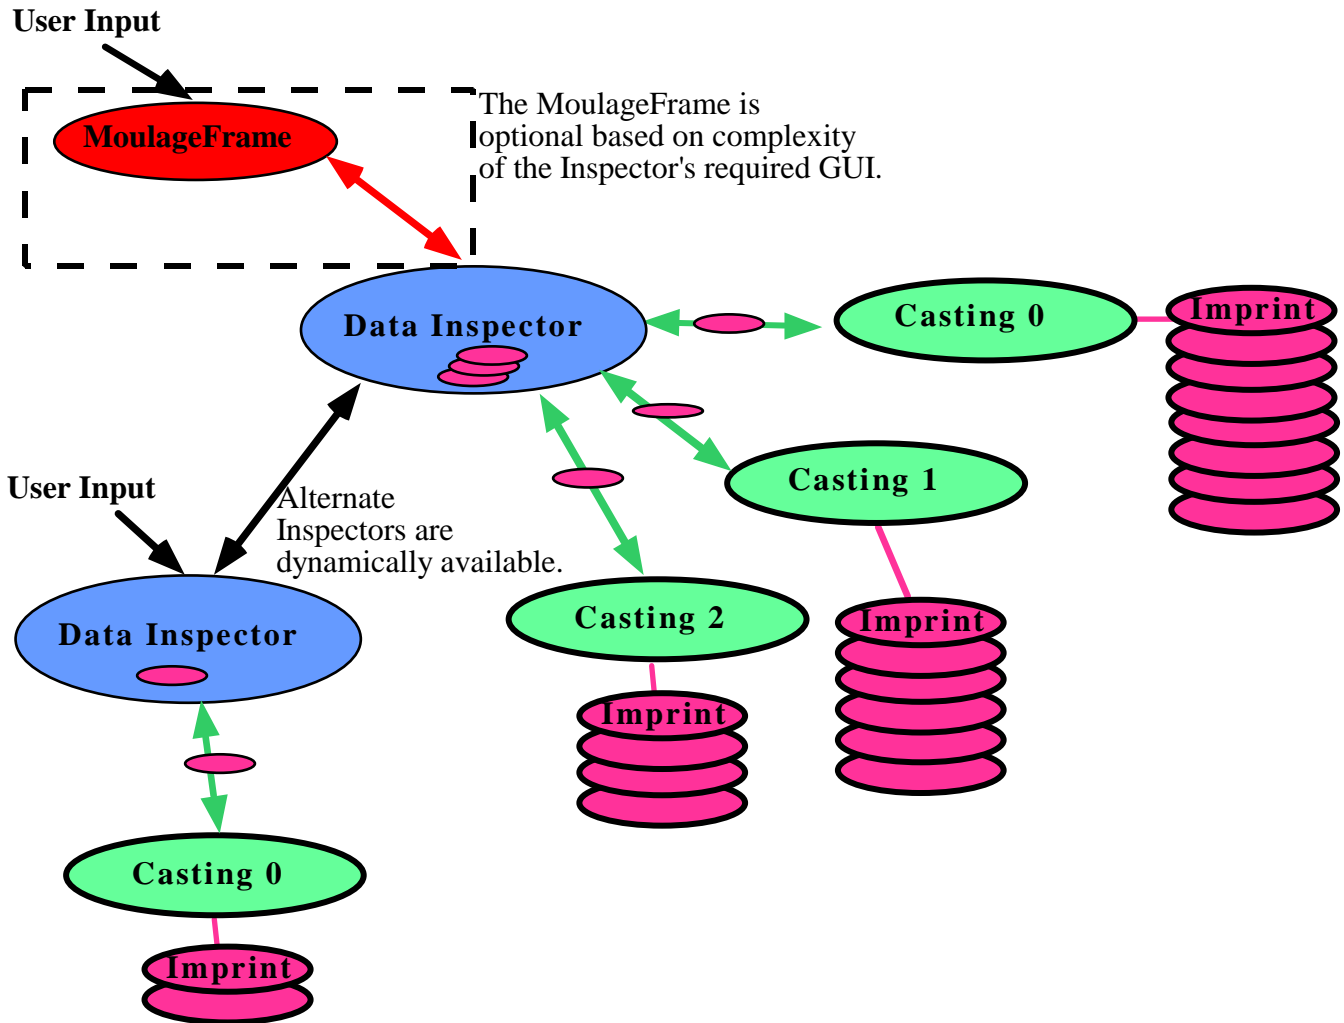 User Input
MoulageFrame
The MoulageFrame is
optional based on complexity
of the Inspector's required GUI.
Data Inspector
Casting 0
Imprint
Casting 1
Imprint
User Input
Alternate
Inspectors are
dynamically available.
Casting 2
Imprint
Data Inspector
Casting 0
Imprint